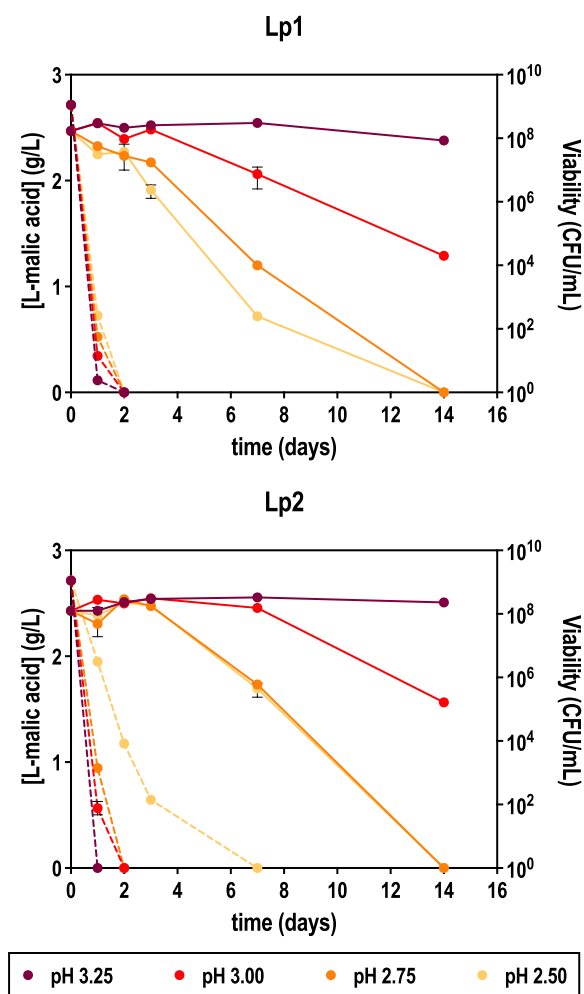 Lp1
[L-malic acid] (g/L)
3
2
1
0
10^10
10^8
10^6
10^4
10^2
10^0
Viability (CFU/mL)
0 2 4 6 8 10 12 14 16
time (days)
Lp2
[L-malic acid] (g/L)
3
2
1
0
10^10
10^8
10^6
10^4
10^2
10^0
Viability (CFU/mL)
0 2 4 6 8 10 12 14 16
time (days)
pH 3.25 pH 3.00 pH 2.75 pH 2.50